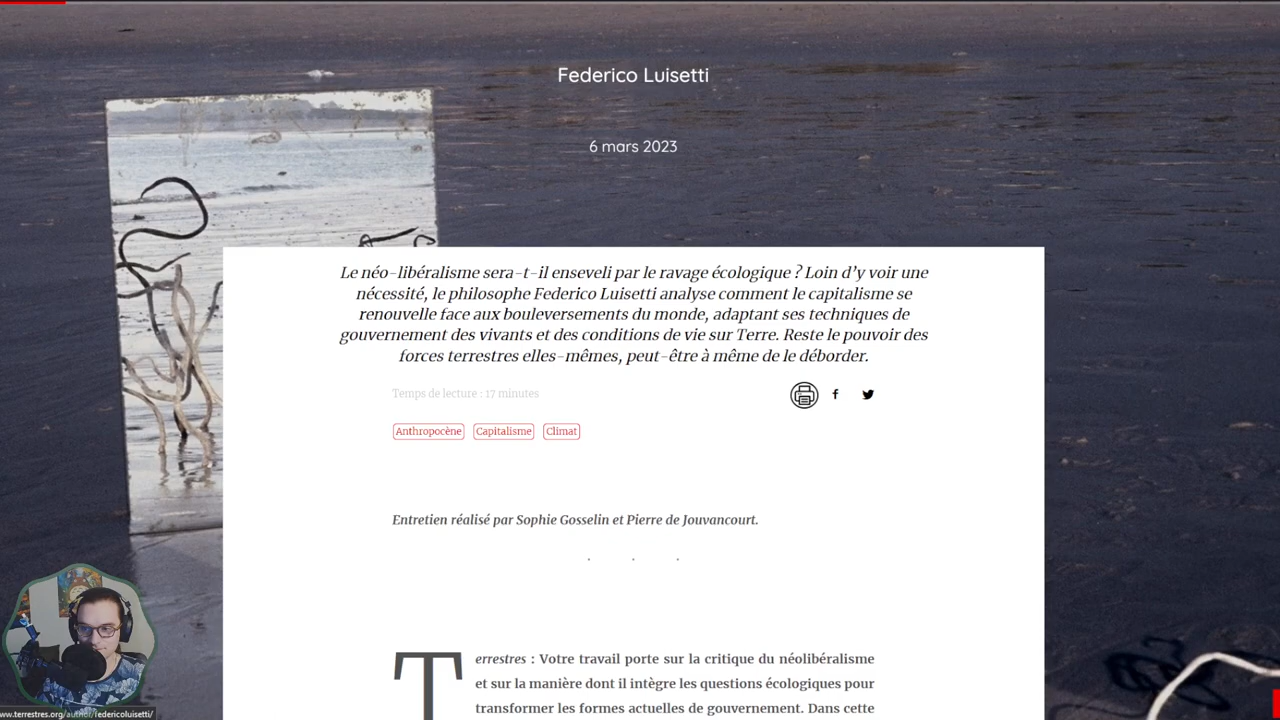 Federico Luisetti
6 mars 2023
Le néo-libéralisme sera-t-il enseveli par le ravage écologique ? Loin d’y voir une
nécessité, le philosophe Federico Luisetti analyse comment le capitalisme se
renouvelle face aux bouleversements du monde, adaptant ses techniques de
gouvernement des vivants et des conditions de vie sur Terre. Reste le pouvoir des
forces terrestres elles-mêmes, peut-être à même de le déborder.
Temps de lecture : 17 minutes
Anthropocène Capitalisme Climat
Entretien réalisé par Sophie Gosselin et Pierre de Jouvancourt.
. . .
Terrestres : Votre travail porte sur la critique du néolibéralisme
et sur la manière dont il intègre les questions écologiques pour
transformer les formes actuelles de gouvernement. Dans cette
www.terrestres.org/author/federicoluisetti/